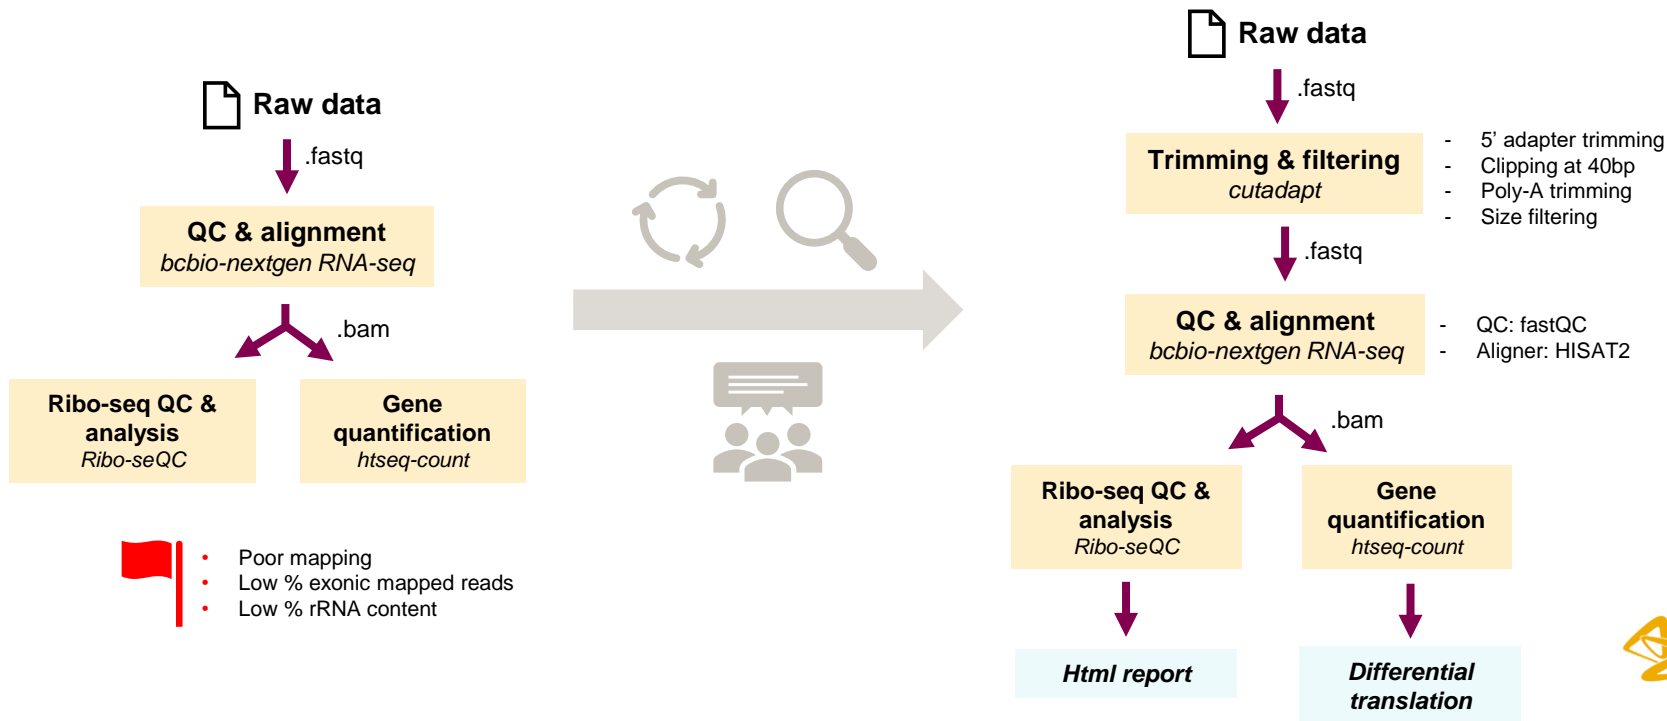 Raw data
.fastq
QC & alignment
bcbio-nextgen RNA-seq
.bam
Ribo-seq QC &
analysis
Ribo-seQC
Gene
quantification
htseq-count
• Poor mapping
• Low % exonic mapped reads
• Low % rRNA content
Raw data
.fastq
Trimming & filtering
cutadapt
- 5’ adapter trimming
- Clipping at 40bp
- Poly-A trimming
- Size filtering
.fastq
QC & alignment
bcbio-nextgen RNA-seq
- QC: fastQC
- Aligner: HISAT2
.bam
Ribo-seq QC &
analysis
Ribo-seQC
Gene
quantification
htseq-count
Html report
Differential
translation